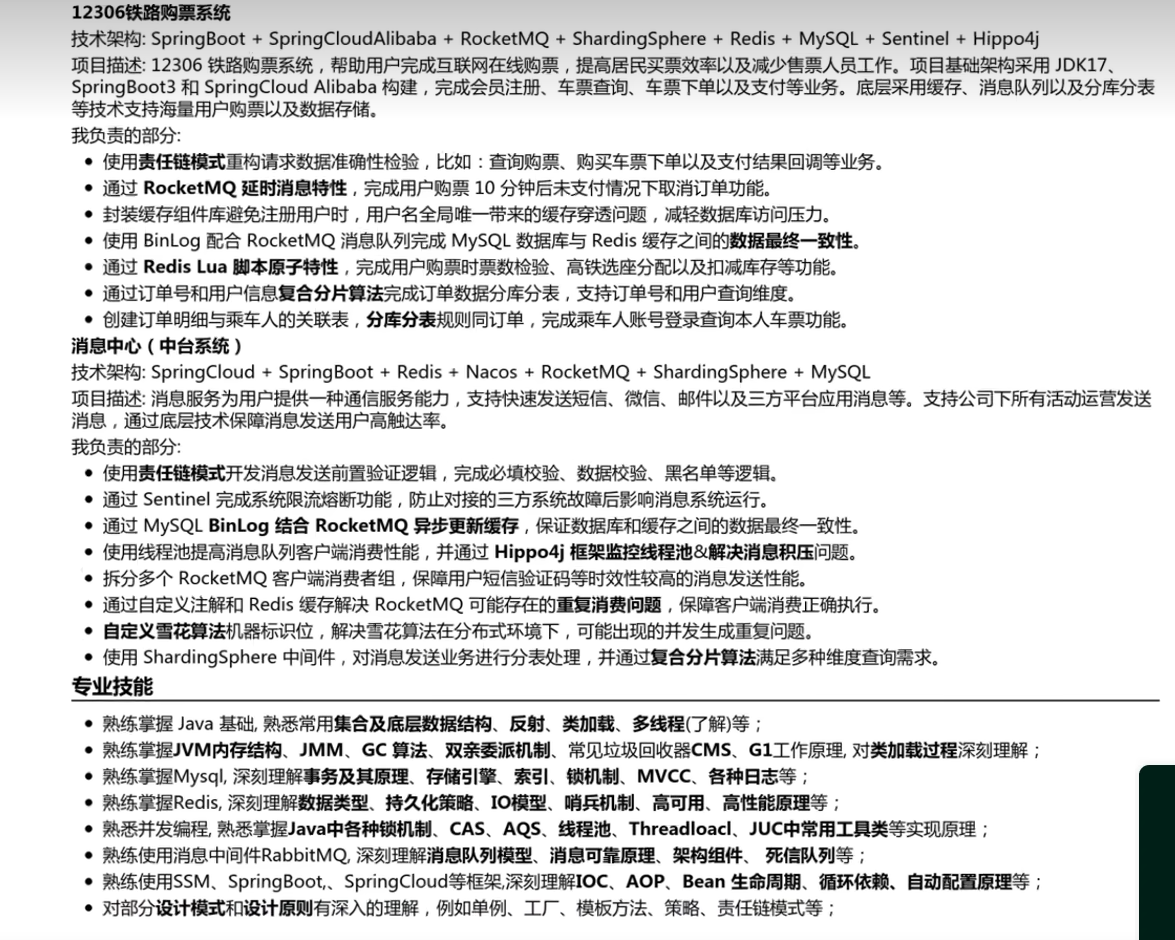 12306铁路购票系统
技术架构: SpringBoot + SpringCloudAlibaba + RocketMQ + ShardingSphere + Redis + MySQL + Sentinel + Hippo4j
项目描述: 12306 铁路购票系统，帮助用户完成互联网在线购票，提高居民买票效率以及减少售票人员工作。项目基础架构采用 JDK17、
SpringBoot3 和 SpringCloud Alibaba 构建，完成会员注册、车票查询、车票下单以及支付等业务。底层采用缓存、消息队列以及分库分表
等技术支持海量用户购票以及数据存储。
我负责的部分:
• 使用责任链模式重构请求数据准确性检验，比如：查询购票、购买车票下单以及支付结果回调等业务。
• 通过 RocketMQ 延时消息特性，完成用户购票 10 分钟后未支付情况下取消订单功能。
• 封装缓存组件库避免注册用户时，用户名全局唯一带来的缓存穿透问题，减轻数据库访问压力。
• 使用 BinLog 配合 RocketMQ 消息队列完成 MySQL 数据库与 Redis 缓存之间的数据最终一致性。
• 通过 Redis Lua 脚本原子特性，完成用户购票时票数检验、高铁选座分配以及扣减库存等功能。
• 通过订单号和用户信息复合分片算法完成订单数据分库分表，支持订单号和用户查询维度。
• 创建订单明细与乘车人的关联表，分库分表规则同订单，完成乘车人账号登录查询本人车票功能。
消息中心（中台系统）
技术架构: SpringCloud + SpringBoot + Redis + Nacos + RocketMQ + ShardingSphere + MySQL
项目描述: 消息服务为用户提供一种通信服务能力，支持快速发送短信、微信、邮件以及三方平台应用消息等。支持公司下所有活动运营发送
消息，通过底层技术保障消息发送用户高触达率。
我负责的部分:
• 使用责任链模式开发消息发送前置验证逻辑，完成必填校验、数据校验、黑名单等逻辑。
• 通过 Sentinel 完成系统限流熔断功能，防止对接的三方系统故障后影响消息系统运行。
• 通过 MySQL BinLog 结合 RocketMQ 异步更新缓存，保证数据库和缓存之间的数据最终一致性。
• 使用线程池提高消息队列客户端消费性能，并通过 Hippo4j 框架监控线程池&解决消息积压问题。
• 拆分多个 RocketMQ 客户端消费者组，保障用户短信验证码等时效性较高的消息发送性能。
• 通过自定义注解和 Redis 缓存解决 RocketMQ 可能存在的重复消费问题，保障客户端消费正确执行。
• 自定义雪花算法机器标识位，解决雪花算法在分布式环境下，可能出现的并发生成重复问题。
• 使用 ShardingSphere 中间件，对消息发送业务进行分表处理，并通过复合分片算法满足多种维度查询需求。
专业技能
• 熟练掌握 Java 基础, 熟悉常用集合及底层数据结构、反射、类加载、多线程(了解)等；
• 熟练掌握JVM内存结构、JMM、GC 算法、双亲委派机制、常见垃圾回收器CMS、G1工作原理, 对类加载过程深刻理解；
• 熟练掌握Mysql, 深刻理解事务及其原理、存储引擎、索引、锁机制、MVCC、各种日志等；
• 熟练掌握Redis, 深刻理解数据类型、持久化策略、IO模型、哨兵机制、高可用、高性能原理等；
• 熟悉并发编程, 熟悉掌握Java中各种锁机制、CAS、AQS、线程池、Threadloacl、JUC中常用工具类等实现原理；
• 熟练使用消息中间件RabbitMQ, 深刻理解消息队列模型、消息可靠原理、架构组件、 死信队列等；
• 熟练使用SSM、SpringBoot,、SpringCloud等框架,深刻理解IOC、AOP、Bean 生命周期、循环依赖、自动配置原理等；
• 对部分设计模式和设计原则有深入的理解，例如单例、工厂、模板方法、策略、责任链模式等；